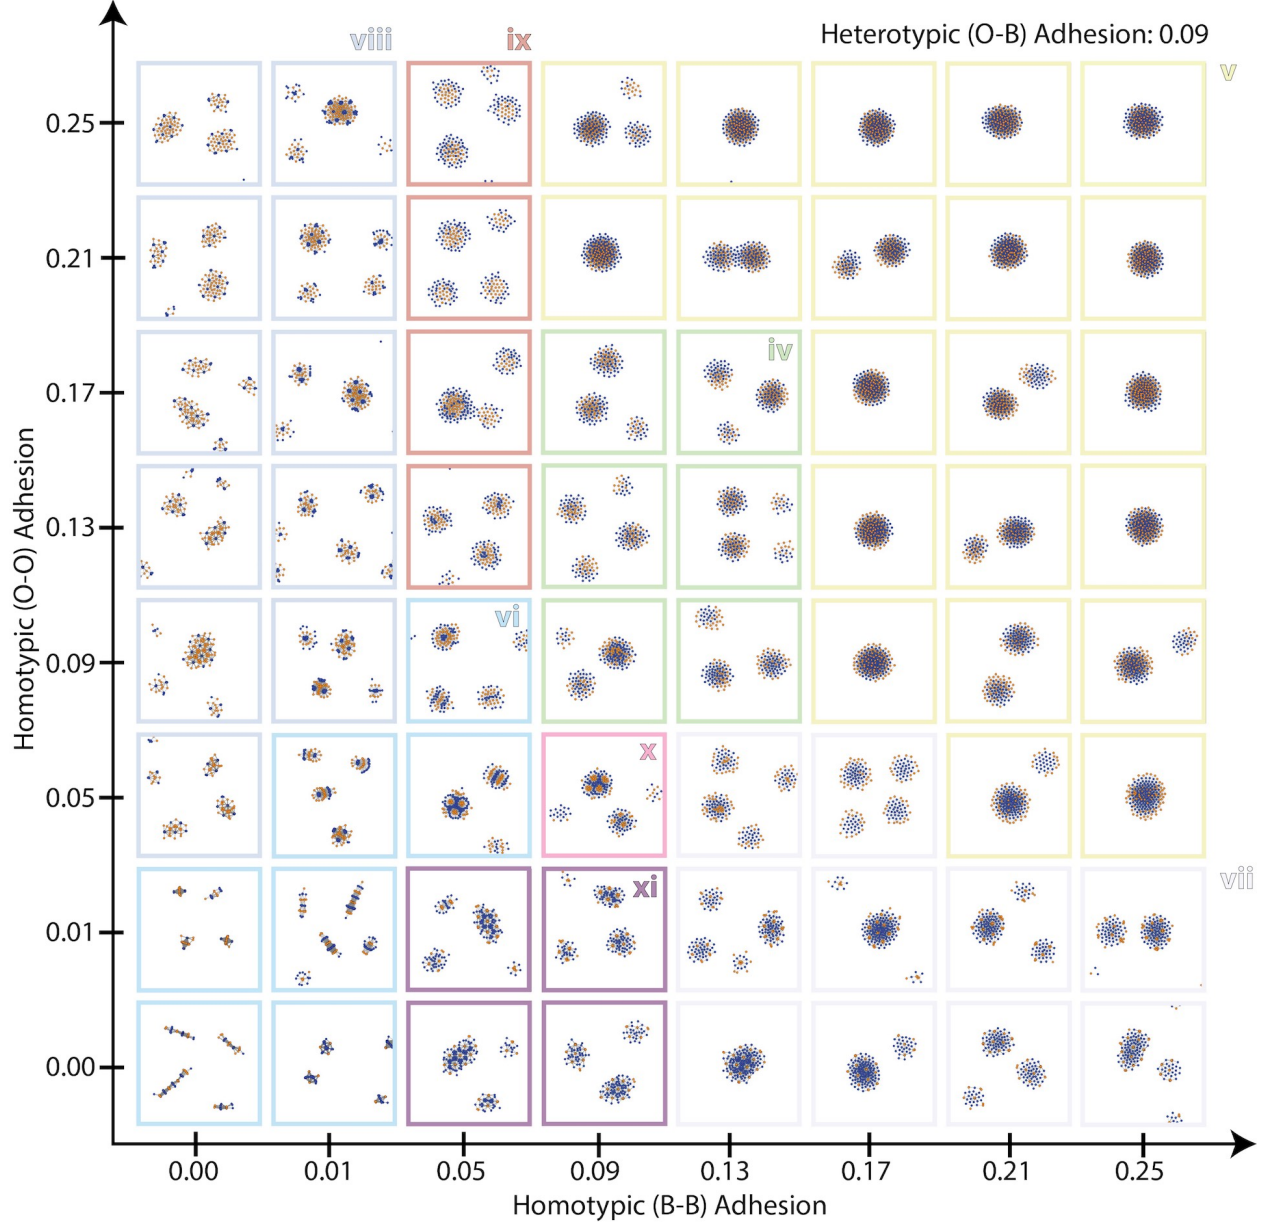 Heterotypic (O-B) Adhesion: 0.09
viii
ix
v
0.25
0.21
iv
0.17
0.13
vi
0.09
x
0.05
xi
vii
0.01
0.00
Homotypic (O-O) Adhesion
0.00 0.01 0.05 0.09 0.13 0.17 0.21 0.25
Homotypic (B-B) Adhesion